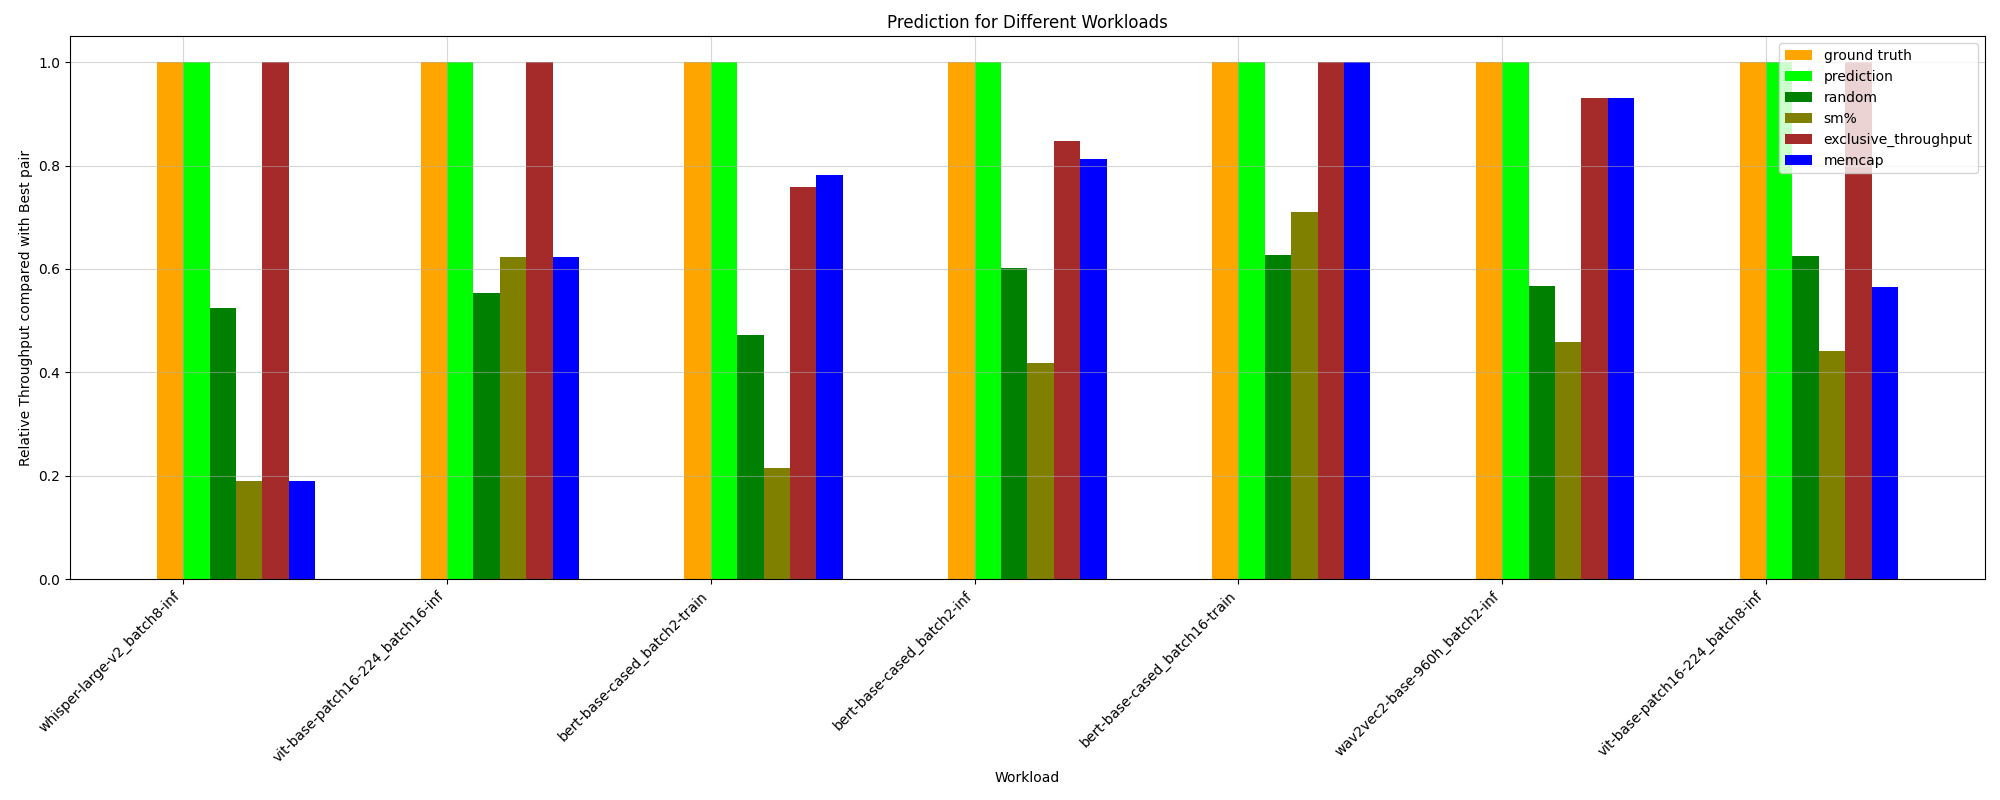 Prediction for Different Workloads
Relative Throughput compared with Best pair
1.0
0.8
0.6
0.4
0.2
0.0
ground truth
prediction
random
sm%
exclusive_throughput
memcap
whisper-large-v2_batch8-inf
vit-base-patch16-224_batch16-inf
bert-base-cased_batch2-train
bert-base-cased_batch2-inf
bert-base-cased_batch16-train
wav2vec2-base-960h_batch2-inf
vit-base-patch16-224_batch8-inf
Workload